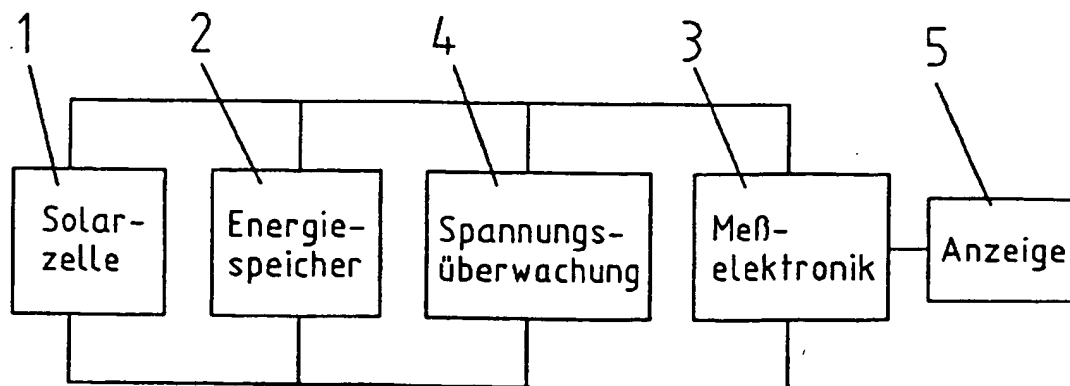 1 2 4 3 5
Solar-
zelle
Energie-
speicher
Spannungs-
überwachung
Meß-
elektronik
Anzeige